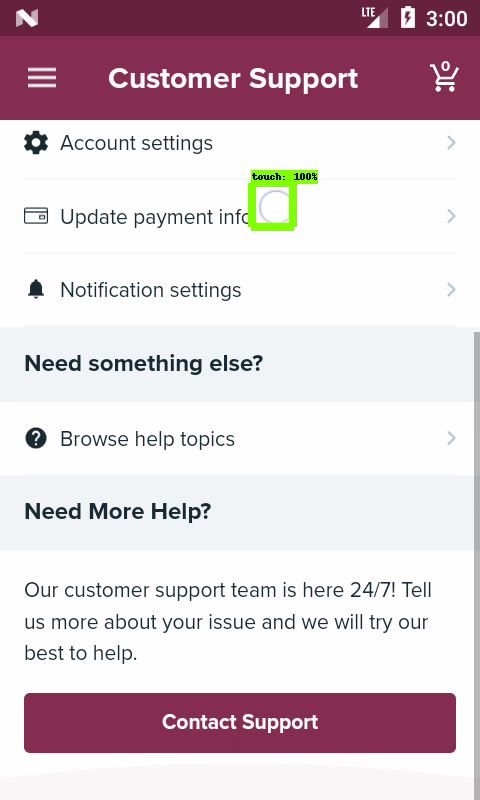 LTE 3:00
Customer Support
0
Account settings
touch: 100%
Update payment info
Notification settings
Need something else?
Browse help topics
Need More Help?
Our customer support team is here 24/7! Tell
us more about your issue and we will try our
best to help.
Contact Support